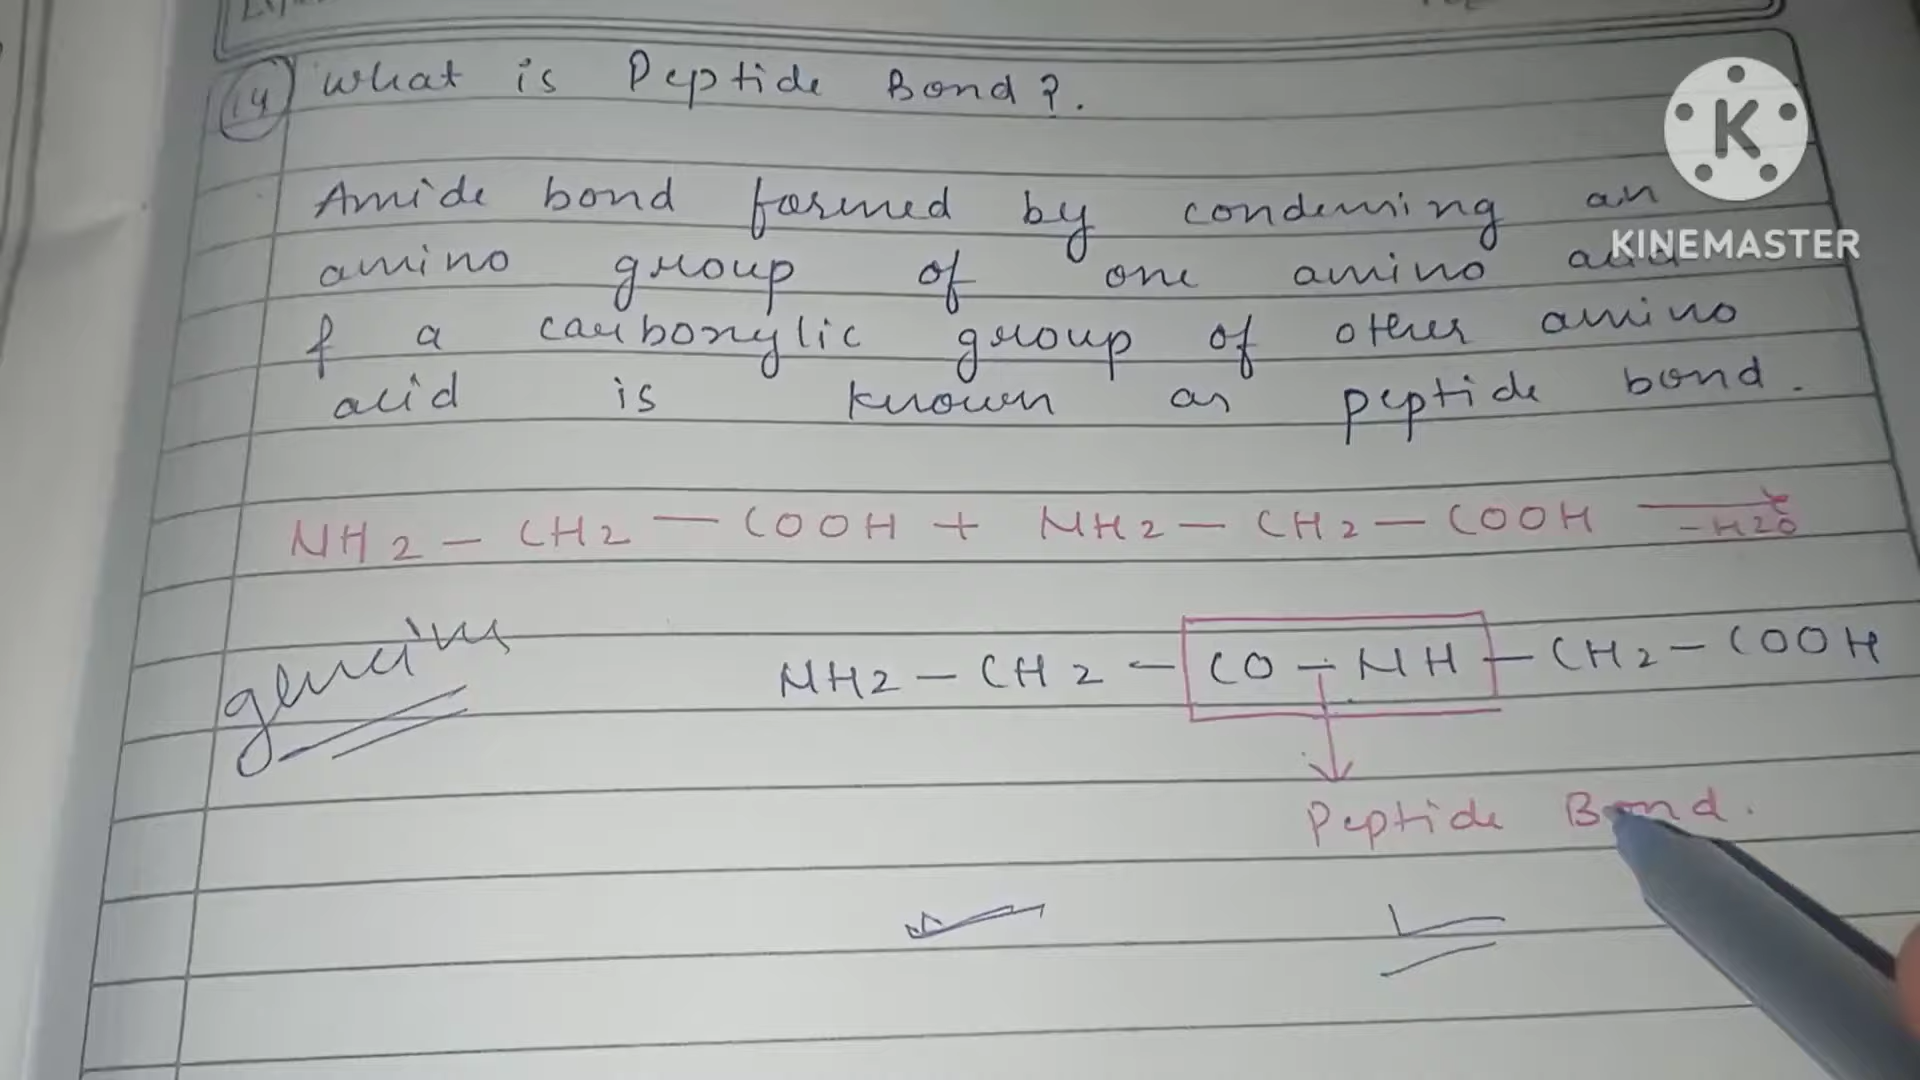 14 What is Peptide Bond?.
K
KINEMASTER
Amide bond formed by condensing an
amino group of one amino acid
& a carboxylic group of other amino
acid is known as peptide bond.
NH2 – CH2 – COOH + NH2 – CH2 – COOH → -H2O
NH2 – CH2 – CO – NH – CH2 – COOH
Peptide Bond.